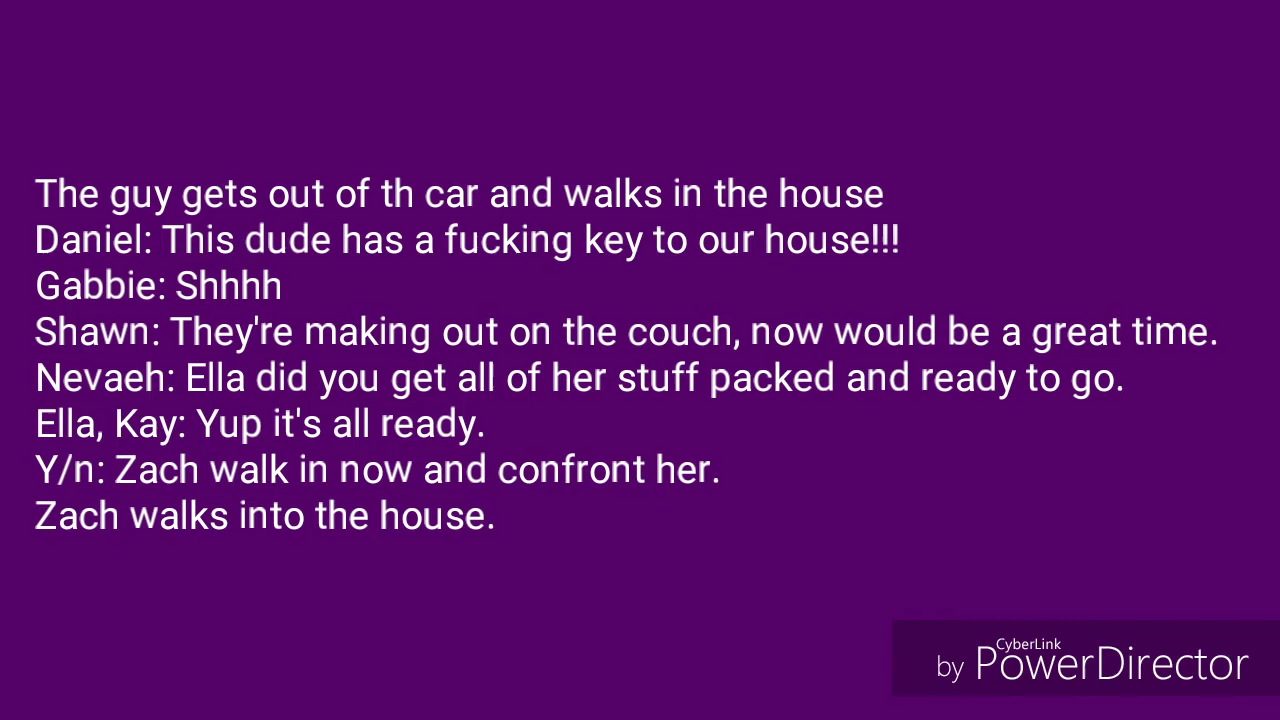 The guy gets out of th car and walks in the house
Daniel: This dude has a fucking key to our house!!!
Gabbie: Shhhh
Shawn: They're making out on the couch, now would be a great time.
Nevaeh: Ella did you get all of her stuff packed and ready to go.
Ella, Kay: Yup it's all ready.
Y/n: Zach walk in now and confront her.
Zach walks into the house.
CyberLink
by PowerDirector